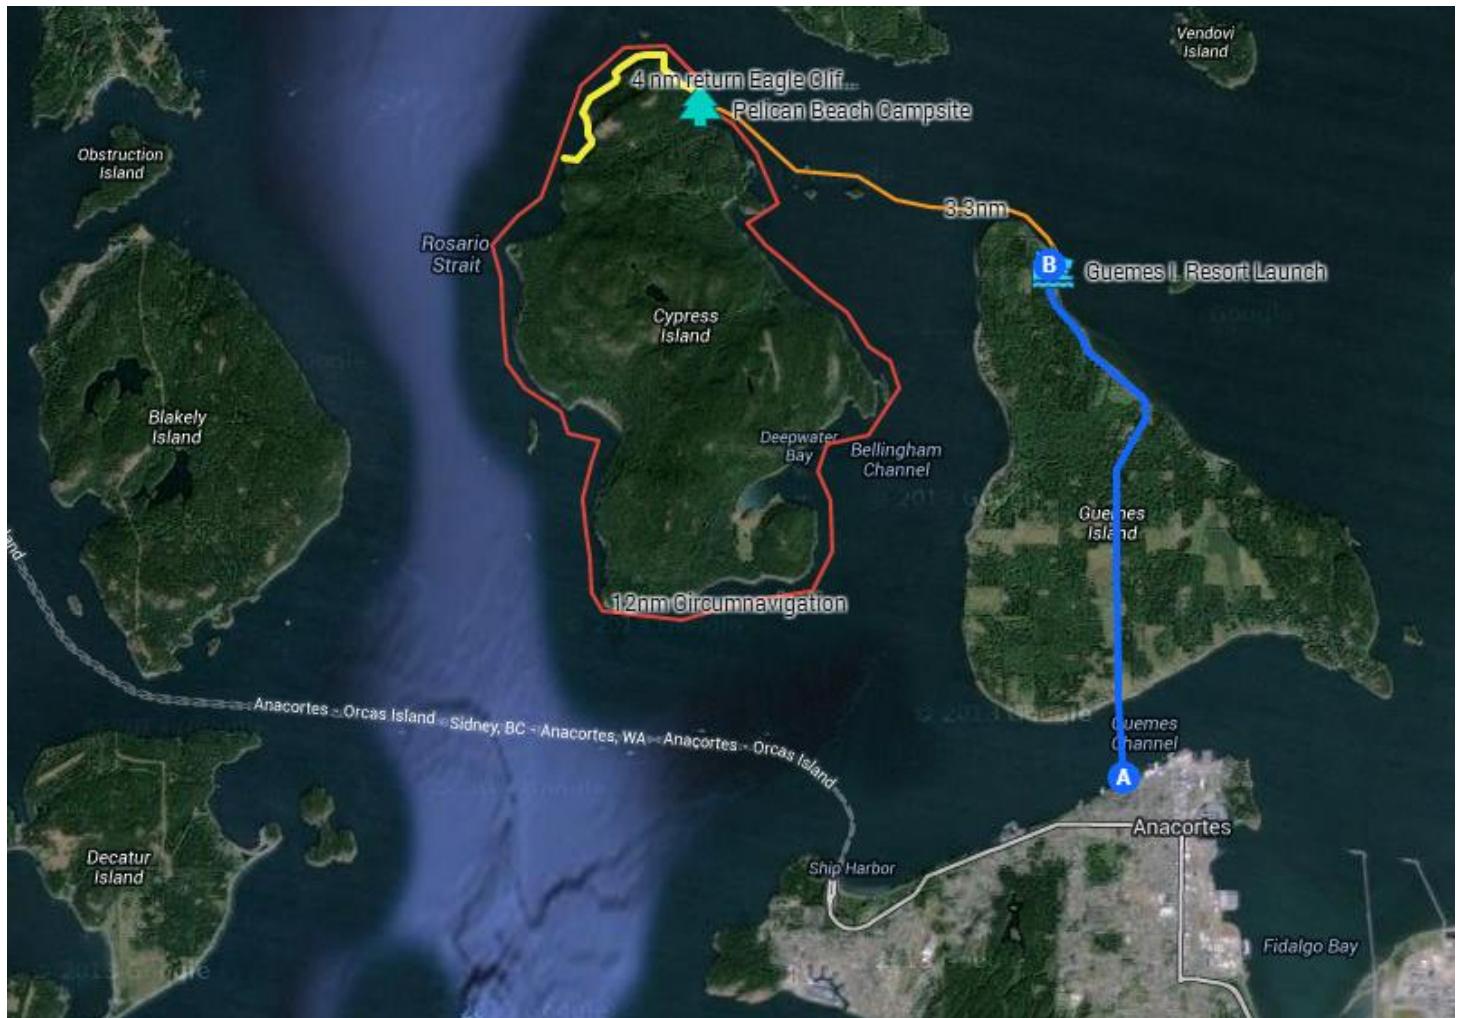 Vendovi
Island
4 nm return Eagle Clif...
Pelican Beach Campsite
Obstruction
Island
3.3nm
Rosario
Strait
B
Guemes I. Resort Launch
Google
Cypress
Island
Blakely
Island
Deepwater
Bay
Bellingham
Channel
Guemes
Island
12nm Circumnavigation
Anacortes - Orcas Island
Sidney, BC - Anacortes, WA
Anacortes - Orcas Island
Guemes
Channel
A
Anacortes
Decatur
Island
Ship Harbor
Fidalgo Bay